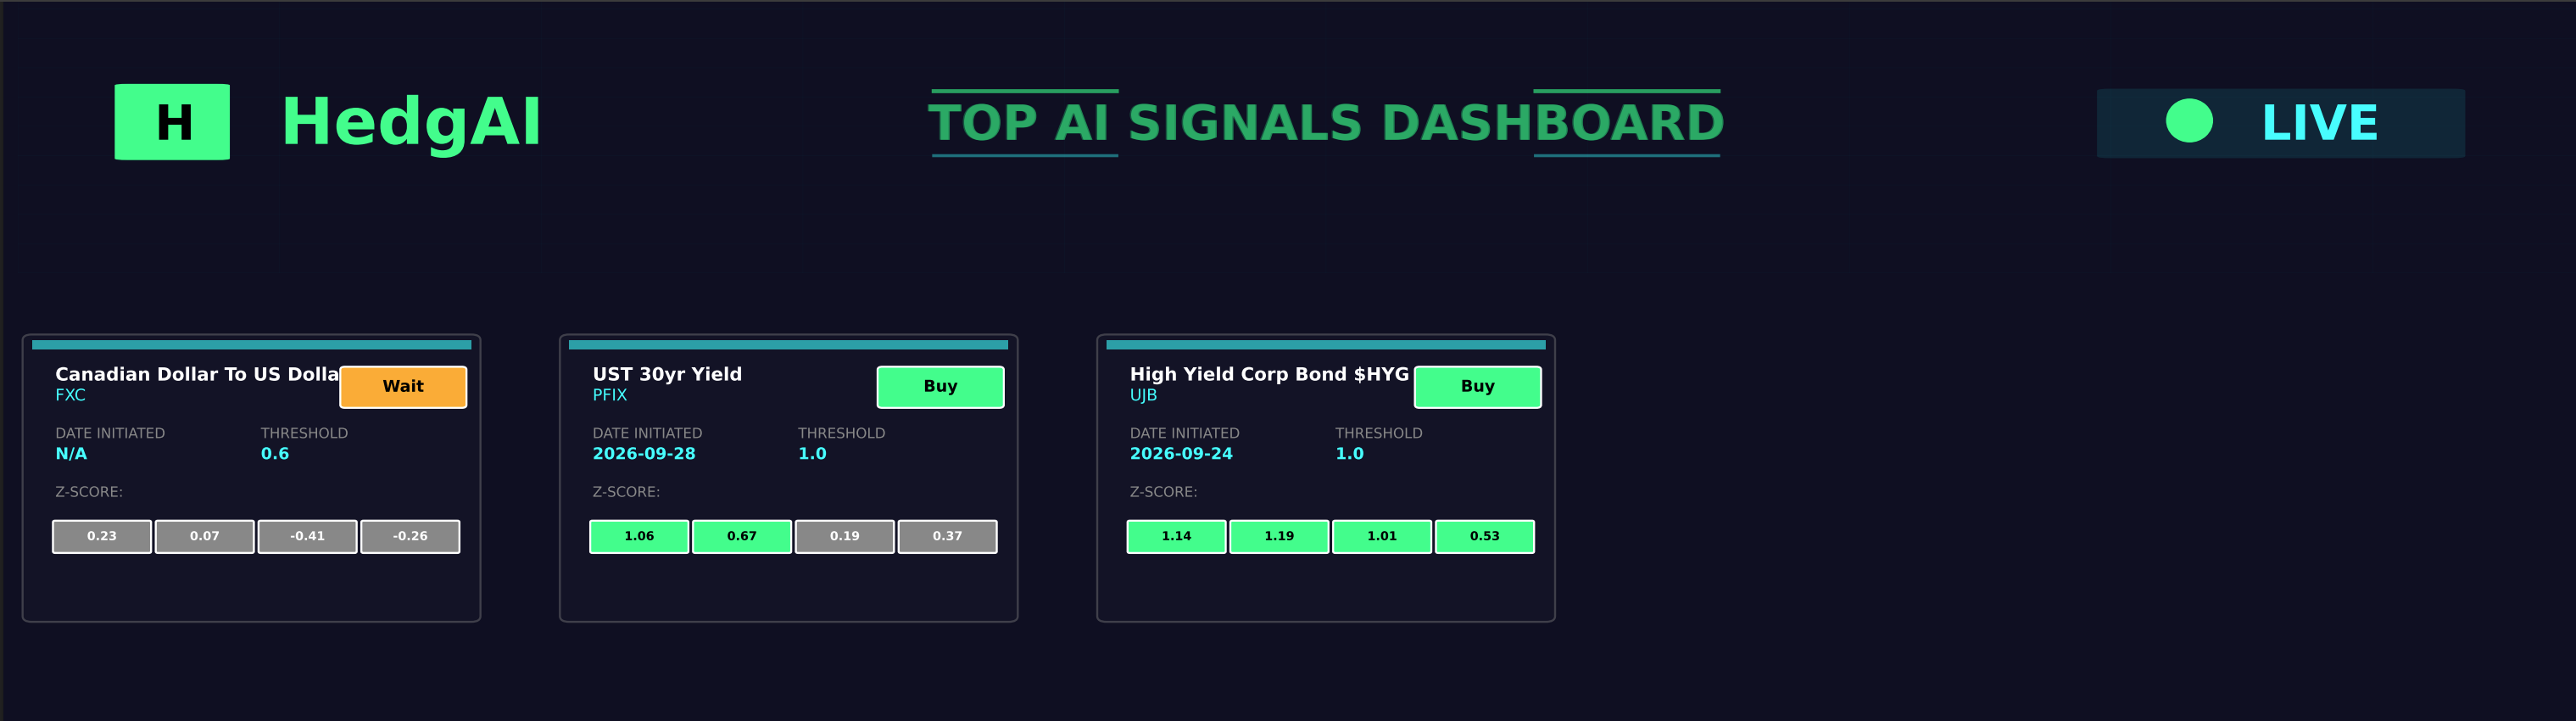 H HedgAI TOP AI SIGNALS DASHBOARD LIVE
Canadian Dollar To US Dolla
FXC
Wait
DATE INITIATED THRESHOLD
N/A 0.6
Z-SCORE:
0.23 0.07 -0.41 -0.26
UST 30yr Yield
PFIX
Buy
DATE INITIATED THRESHOLD
2026-09-28 1.0
Z-SCORE:
1.06 0.67 0.19 0.37
High Yield Corp Bond $HYG
UJB
Buy
DATE INITIATED THRESHOLD
2026-09-24 1.0
Z-SCORE:
1.14 1.19 1.01 0.53